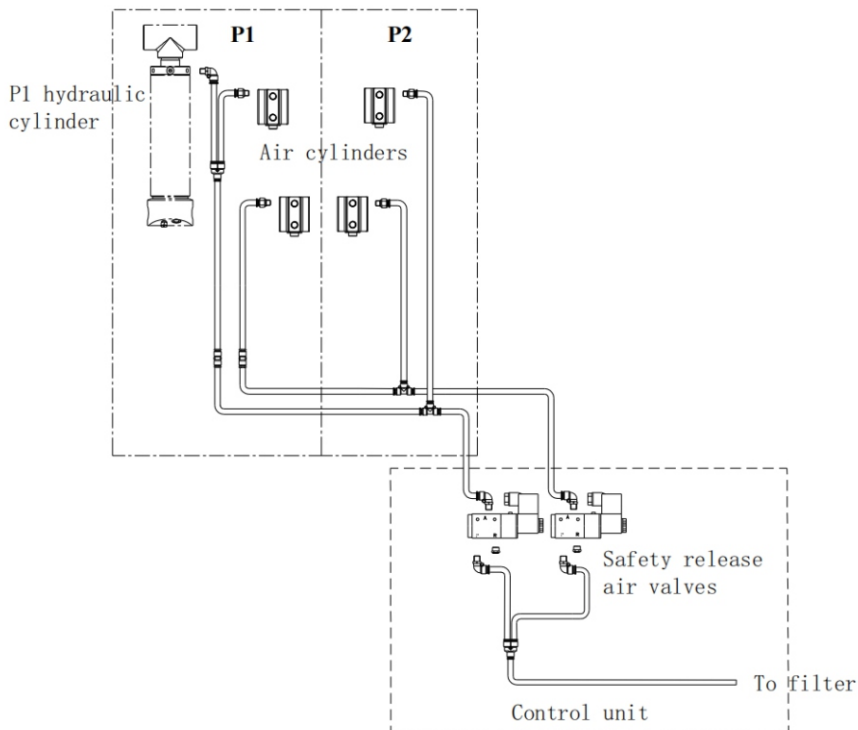 P1
P2
P1 hydraulic
cylinder
Air cylinders
A
A
R
R
Safety release
air valves
To filter
Control unit